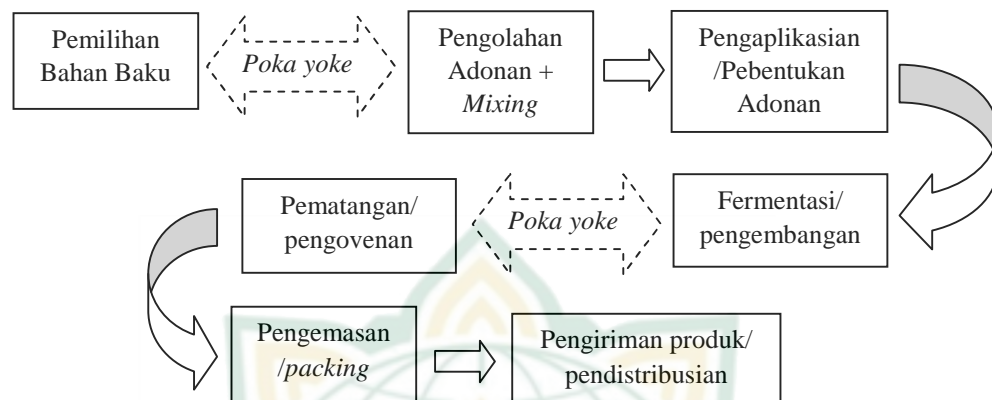 Pemilihan
Bahan Baku
Poka yoke
Pengolahan
Adonan +
Mixing
Pengaplikasian
/Pebentukan
Adonan
Fermentasi/
pengembangan
Poka yoke
Pematangan/
pengovenan
Pengemasan
/packing
Pengiriman produk/
pendistribusian